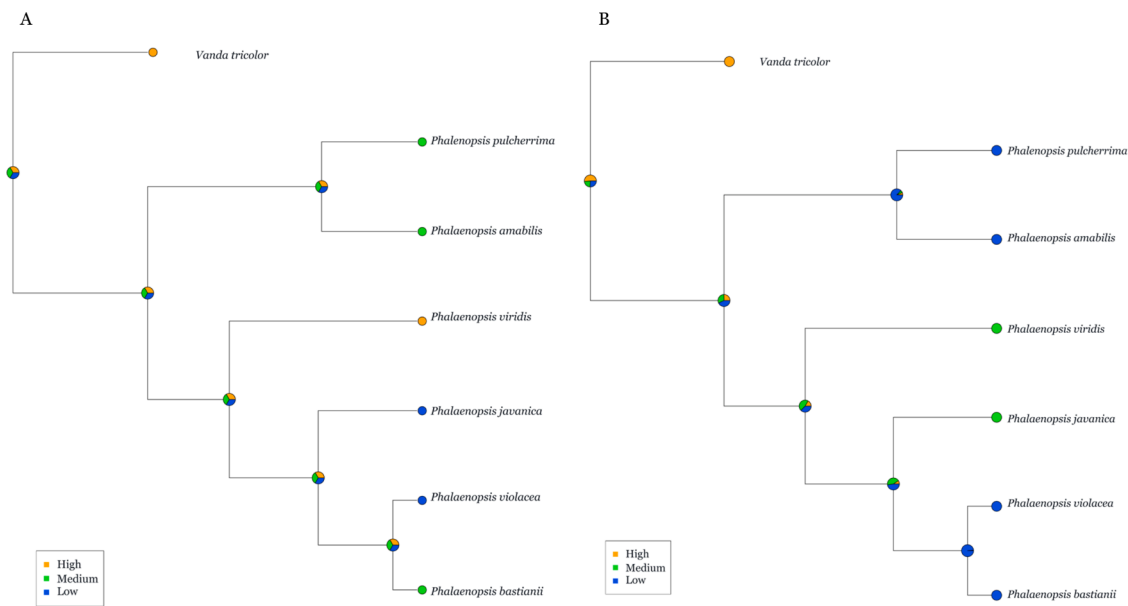 A
Vanda tricolor
Phalenopsis pulcherrima
Phalaenopsis amabilis
Phalaenopsis viridis
Phalaenopsis javanica
Phalaenopsis violacea
Phalaenopsis bastianii
High
Medium
Low
B
Vanda tricolor
Phalenopsis pulcherrima
Phalaenopsis amabilis
Phalaenopsis viridis
Phalaenopsis javanica
Phalaenopsis violacea
Phalaenopsis bastianii
High
Medium
Low